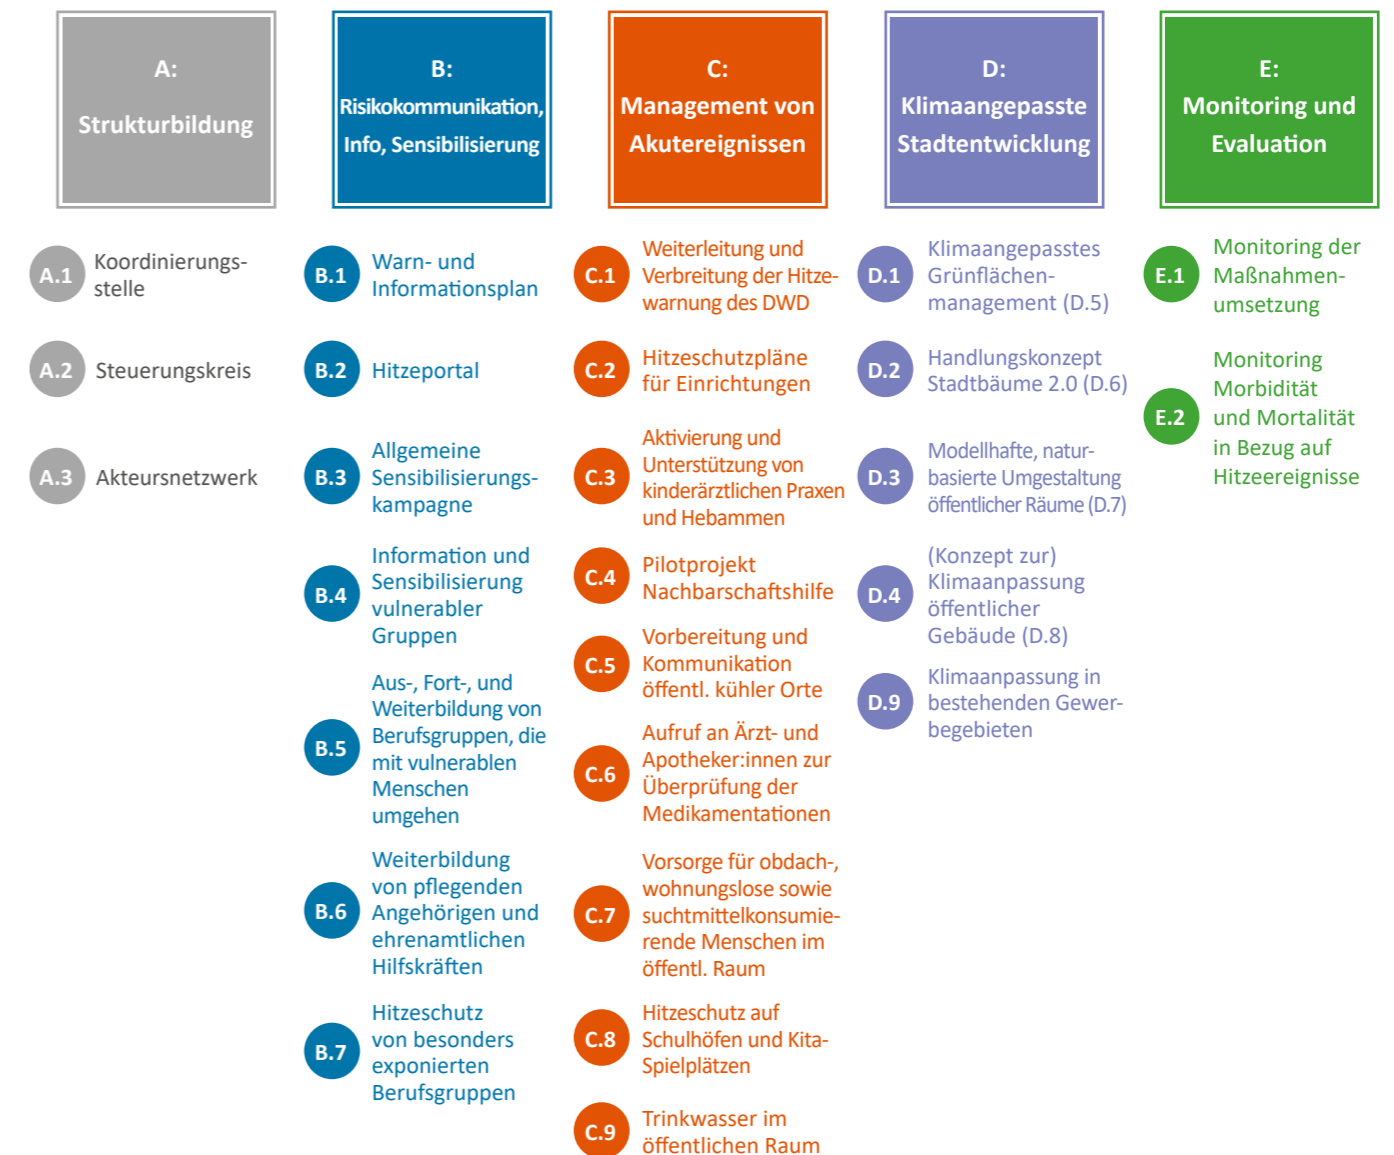 A:
Strukturbildung
A.1
Koordinierungs-
stelle
A.2
Steuerungskreis
A.3
Akteursnetzwerk
B:
Risikokommunikation,
Info, Sensibilisierung
B.1
Warn- und
Informationsplan
B.2
Hitzeportal
B.3
Allgemeine
Sensibilisierungs-
kampagne
B.4
Information und
Sensibilisierung
vulnerabler
Gruppen
B.5
Aus-, Fort-, und
Weiterbildung von
Berufsgruppen, die
mit vulnerablen
Menschen
umgehen
B.6
Weiterbildung
von pflegenden
Angehörigen und
ehrenamtlichen
Hilfskräften
B.7
Hitzeschutz
von besonders
exponierten
Berufsgruppen
C:
Management von
Akutereignissen
C.1
Weiterleitung und
Verbreitung der Hitze-
warnung des DWD
C.2
Hitzeschutzpläne
für Einrichtungen
C.3
Aktivierung und
Unterstützung von
kinderärztlichen Praxen
und Hebammen
C.4
Pilotprojekt
Nachbarschaftshilfe
C.5
Vorbereitung und
Kommunikation
öffentl. kühler Orte
C.6
Aufruf an Ärzt- und
Apotheker:innen zur
Überprüfung der
Medikamentationen
C.7
Vorsorge für obdach-,
wohnungslose sowie
suchtmittelkonsumie-
rende Menschen im
öffentl. Raum
C.8
Hitzeschutz auf
Schulhöfen und Kita-
Spielplätzen
C.9
Trinkwasser im
öffentlichen Raum
D:
Klimaangepasste
Stadtentwicklung
D.1
Klimaangepasstes
Grünflächen-
management (D.5)
D.2
Handlungskonzept
Stadtbäume 2.0 (D.6)
D.3
Modellhafte, natur-
basierte Umgestaltung
öffentlicher Räume (D.7)
D.4
(Konzept zur)
Klimaanpassung
öffentlicher
Gebäude (D.8)
D.9
Klimaanpassung in
bestehenden Gewer-
begebieten
E:
Monitoring und
Evaluation
E.1
Monitoring der
Maßnahmen-
umsetzung
E.2
Monitoring
Morbidität
und Mortalität
in Bezug auf
Hitzeereignisse